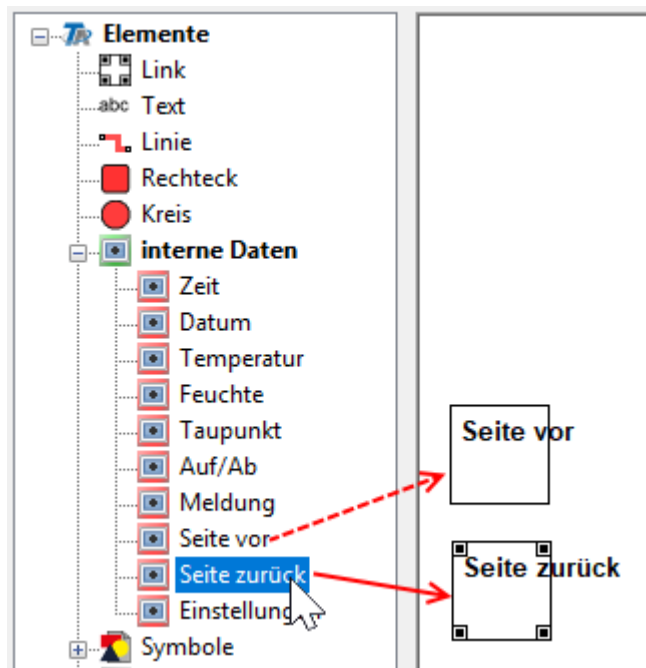 Elemente
Link
abc Text
Linie
Rechteck
Kreis
interne Daten
Zeit
Datum
Temperatur
Feuchte
Taupunkt
Auf/Ab
Meldung
Seite vor
Seite zurück
Einstellung
Symbole
Seite vor
Seite zurück